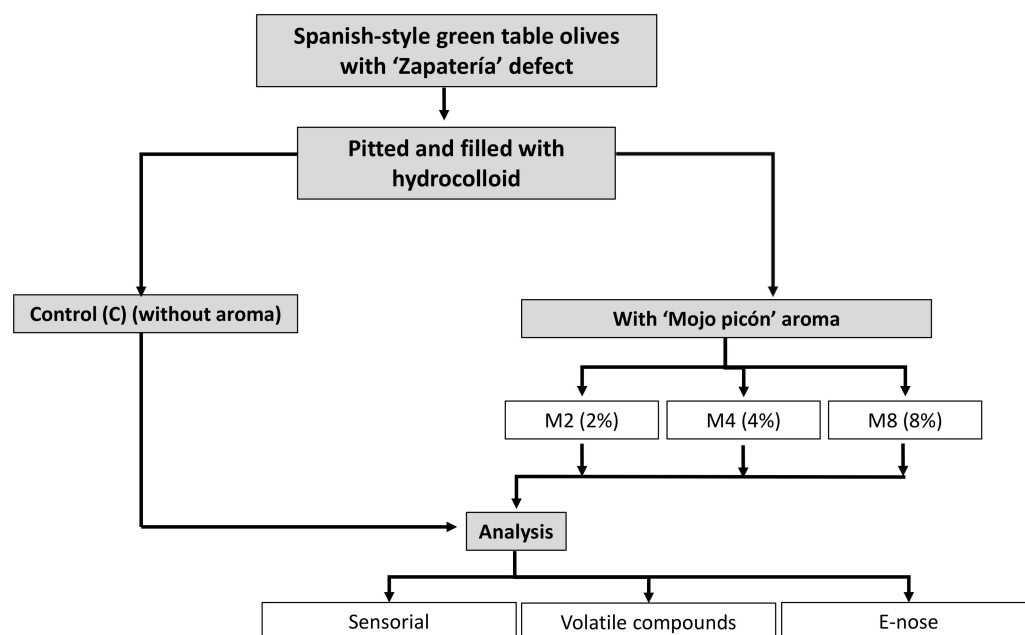 Spanish-style green table olives
with ‘Zapatería’ defect
Pitted and filled with
hydrocolloid
Control (C) (without aroma)
With ‘Mojo picón’ aroma
M2 (2%)
M4 (4%)
M8 (8%)
Analysis
Sensorial
Volatile compounds
E-nose